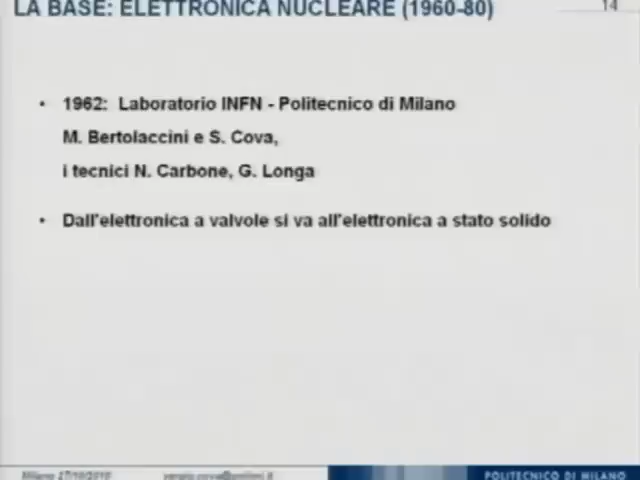 LA BASE: ELETTRONICA NUCLEARE (1960-80)
14
• 1962: Laboratorio INFN - Politecnico di Milano
M. Bertolaccini e S. Cova,
i tecnici N. Carbone, G. Longa
• Dall'elettronica a valvole si va all'elettronica a stato solido
Milano
POLITECNICO DI MILANO